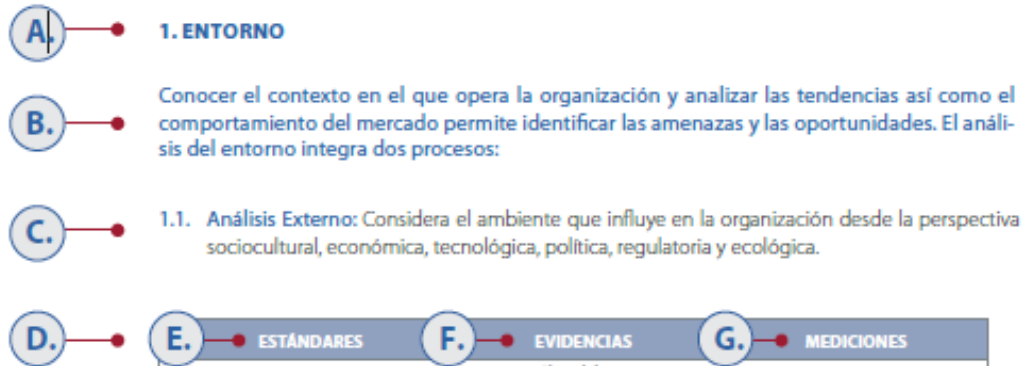 A. 1. ENTORNO
B. Conocer el contexto en el que opera la organización y analizar las tendencias así como el
comportamiento del mercado permite identificar las amenazas y las oportunidades. El análi-
sis del entorno integra dos procesos:
C. 1.1. Análisis Externo: Considera el ambiente que influye en la organización desde la perspectiva
sociocultural, económica, tecnológica, política, regulatoria y ecológica.
D. E. ESTÁNDARES F. EVIDENCIAS G. MEDICIONES